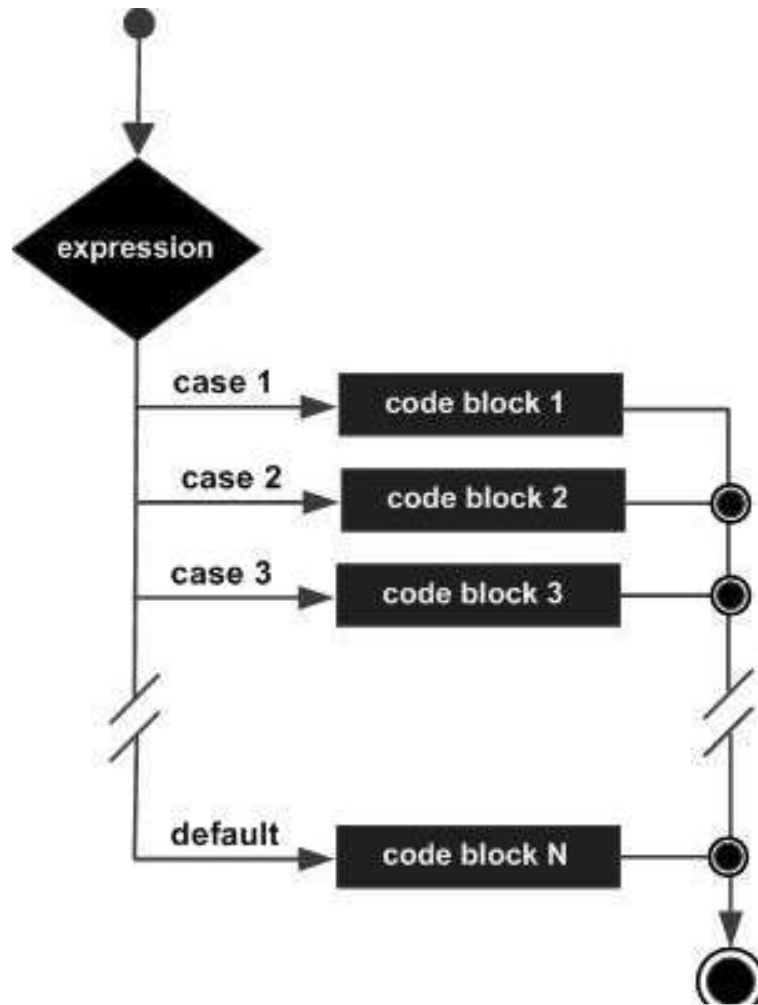 expression
case 1
code block 1
case 2
code block 2
case 3
code block 3
default
code block N